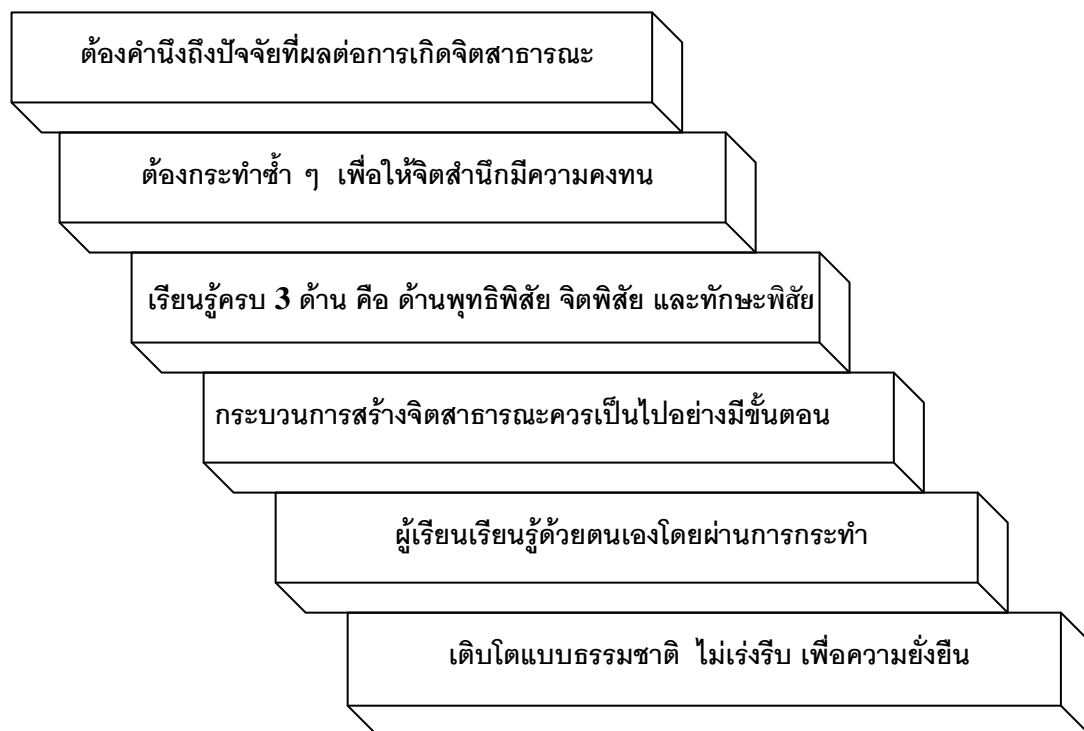 ต้องคำนึงถึงปัจจัยที่ผลต่อการเกิดจิตสาธารณะ
ต้องกระทำซ้ำ ๆ เพื่อให้จิตสำนึกมีความคงทน
เรียนรู้ครบ 3 ด้าน คือ ด้านพุทธิพิสัย จิตพิสัย และทักษะพิสัย
กระบวนการสร้างจิตสาธารณะควรเป็นไปอย่างมีขั้นตอน
ผู้เรียนเรียนรู้ด้วยตนเองโดยผ่านการกระทำ
เติบโตแบบธรรมชาติ ไม่เร่งรีบ เพื่อความยั่งยืน